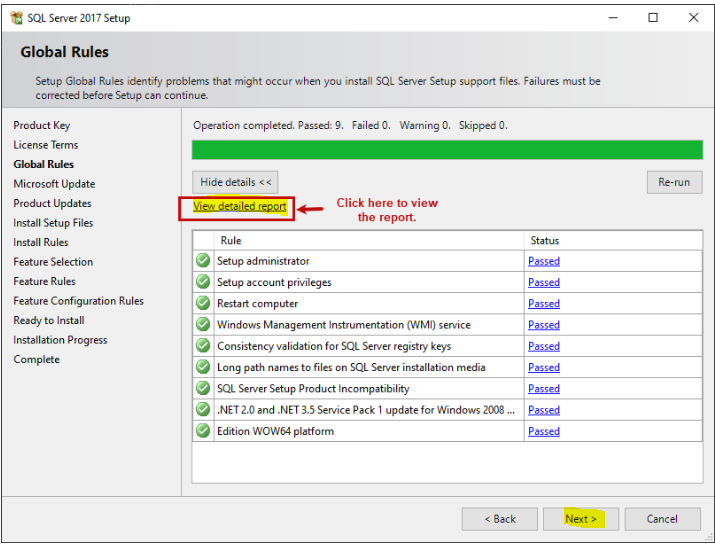 SQL Server 2017 Setup
Global Rules
Setup Global Rules identify problems that might occur when you install SQL Server Setup support files. Failures must be
corrected before Setup can continue.
Product Key
License Terms
Global Rules
Microsoft Update
Product Updates
Install Setup Files
Install Rules
Feature Selection
Feature Rules
Feature Configuration Rules
Ready to Install
Installation Progress
Complete
Operation completed. Passed: 9. Failed 0. Warning 0. Skipped 0.
Hide details <<
Re-run
View detailed report
Click here to view
the report.
Rule Status
Setup administrator Passed
Setup account privileges Passed
Restart computer Passed
Windows Management Instrumentation (WMI) service Passed
Consistency validation for SQL Server registry keys Passed
Long path names to files on SQL Server installation media Passed
SQL Server Setup Product Incompatibility Passed
.NET 2.0 and .NET 3.5 Service Pack 1 update for Windows 2008 ... Passed
Edition WOW64 platform Passed
< Back Next > Cancel